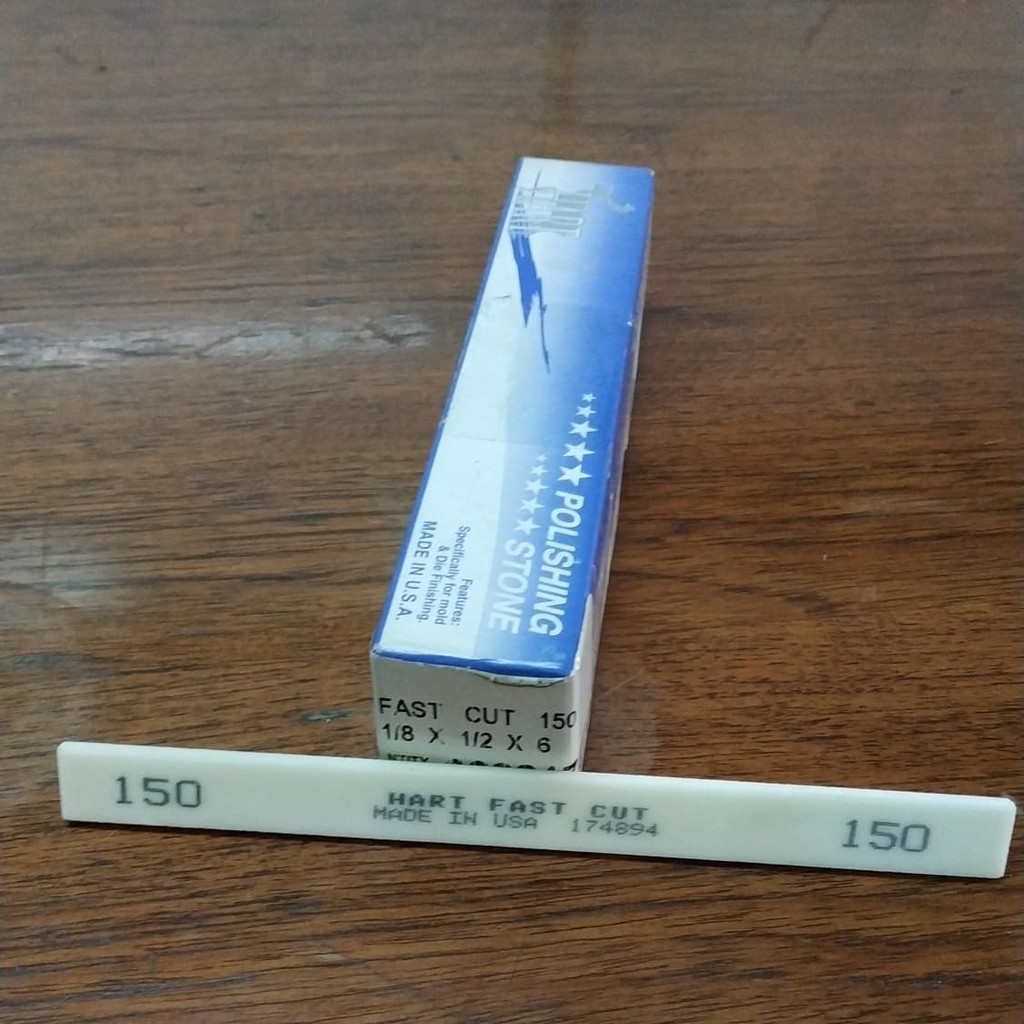 POLISHING
STONE
Features:
Specifically for mold
& Die Finishing.
MADE IN U.S.A.
FAST CUT 150
1/8 X 1/2 X 6
150
HART FAST CUT
MADE IN USA 174894
150